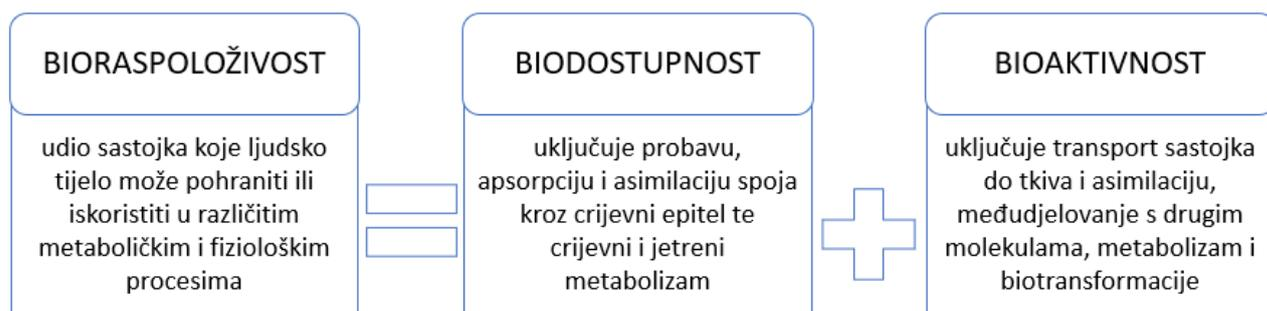 BIORASPOLOŽIVOST
udio sastojka koje ljudsko
tijelo može pohraniti ili
iskoristiti u različitim
metaboličkim i fiziološkim
procesima
BIODOSTUPNOST
uključuje probavu,
apsorpciju i asimilaciju spoja
kroz crijevni epitel te
crijevni i jetreni
metabolizam
BIOAKTIVNOST
uključuje transport sastojka
do tkiva i asimilaciju,
međudjelovanje s drugim
molekulama, metabolizam i
biotransformacije